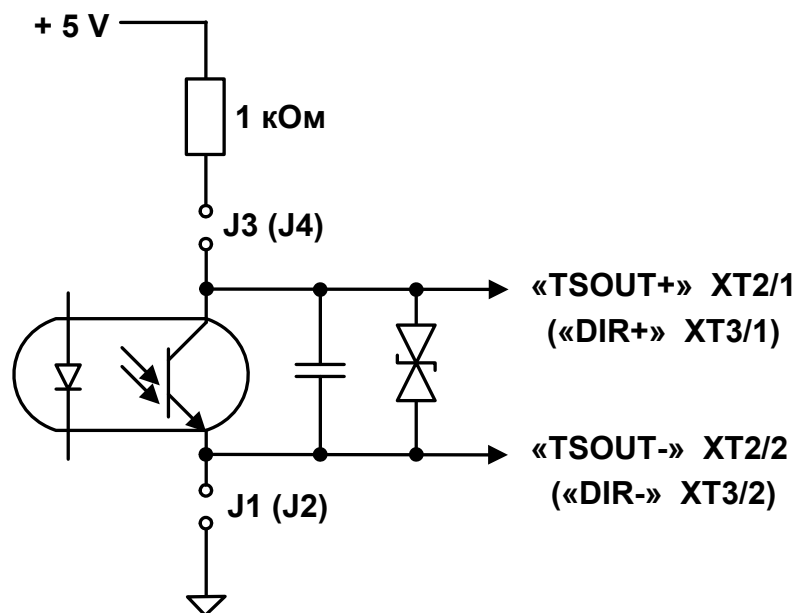 + 5 V
1 кОм
J3 (J4)
«TSOUT+» XT2/1
(«DIR+» XT3/1)
«TSOUT-» XT2/2
(«DIR-» XT3/2)
J1 (J2)